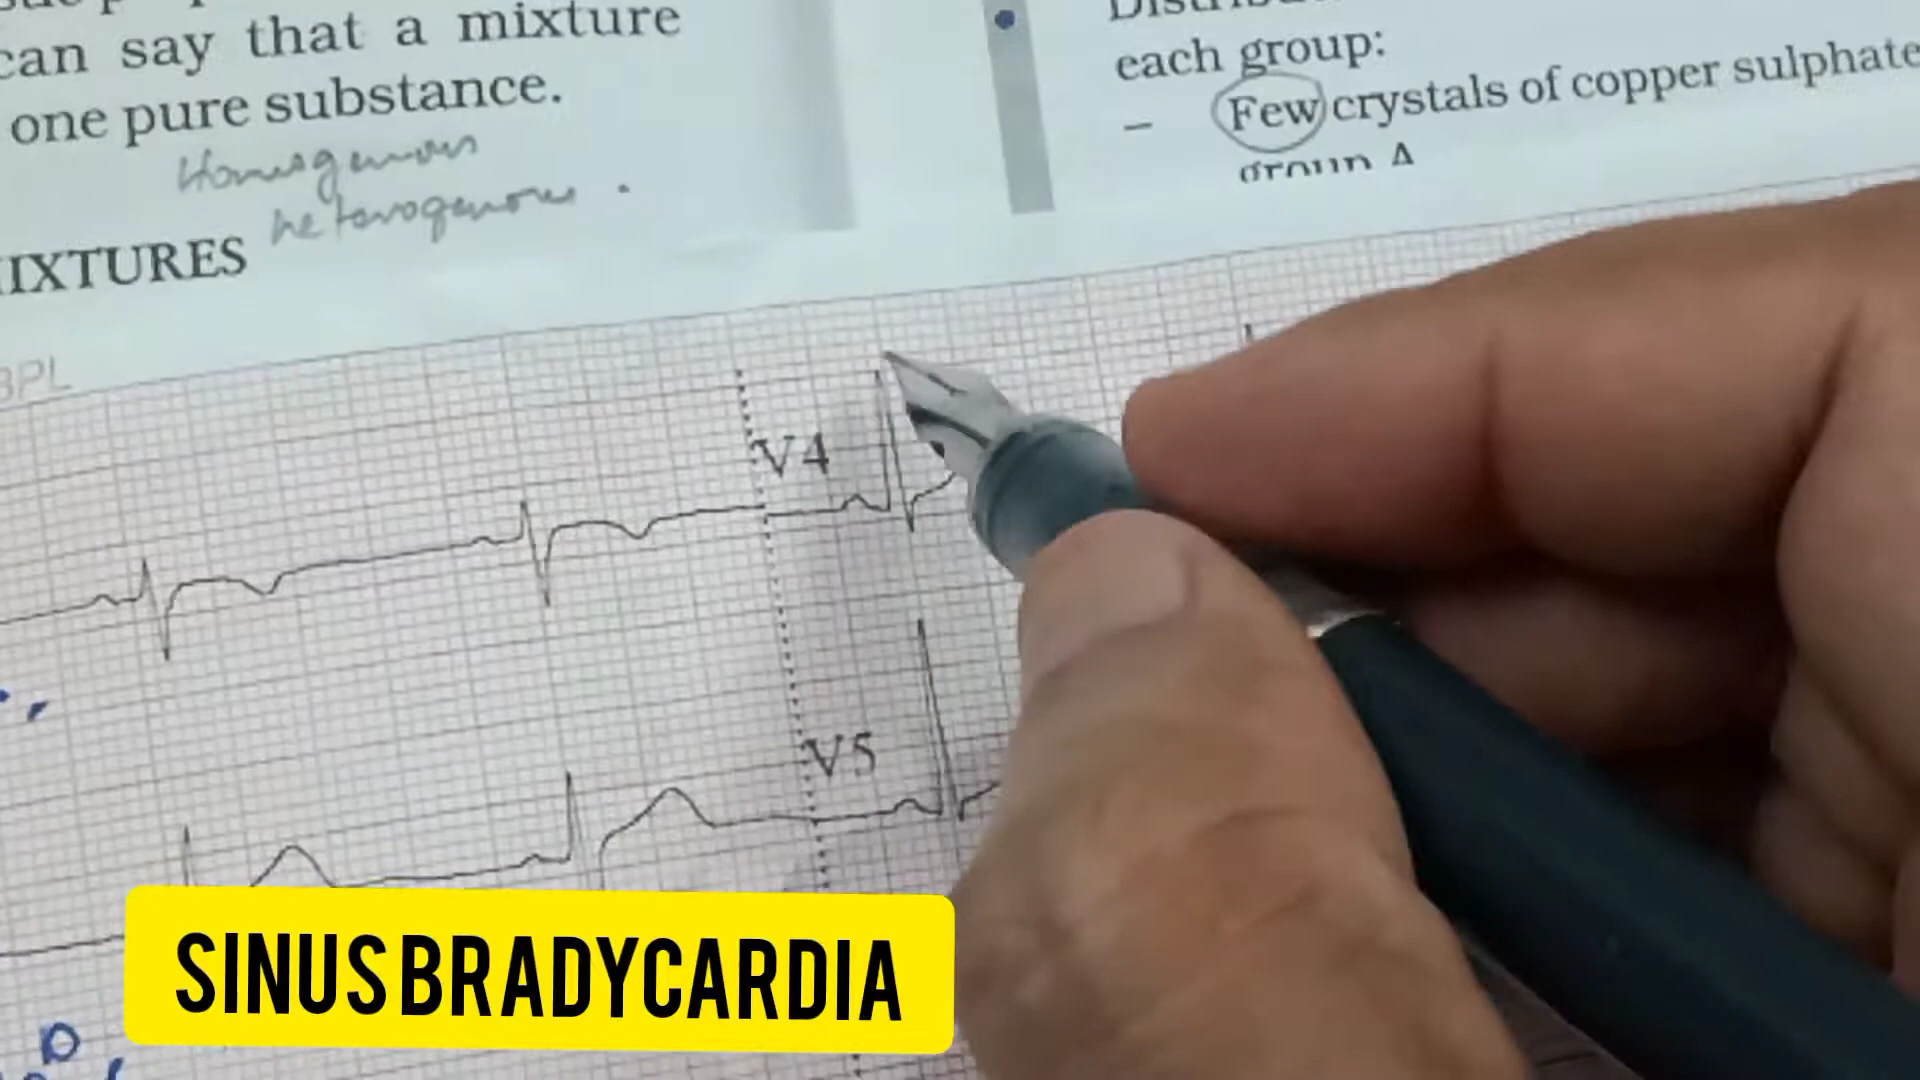 can say that a mixture
one pure substance.
Homogenous
heterogenous .
IXTURES
each group:
– Few crystals of copper sulphate
group A
BPL
V4
V5
SINUS BRADYCARDIA